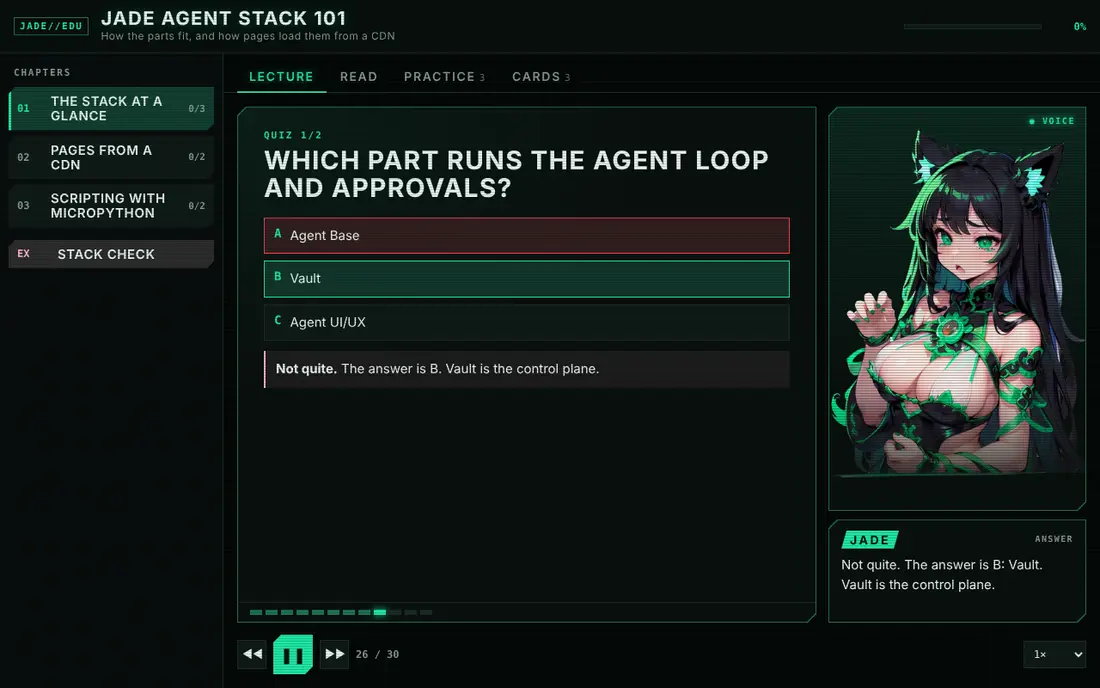 JADE//EDU
JADE AGENT STACK 101
How the parts fit, and how pages load them from a CDN
0%
CHAPTERS
01 THE STACK AT A GLANCE 0/3
02 PAGES FROM A CDN 0/2
03 SCRIPTING WITH MICROPYTHON 0/2
EX STACK CHECK
LECTURE READ PRACTICE 3 CARDS 3
QUIZ 1/2
WHICH PART RUNS THE AGENT LOOP
AND APPROVALS?
A Agent Base
B Vault
C Agent UI/UX
Not quite. The answer is B. Vault is the control plane.
VOICE
JADE ANSWER
Not quite. The answer is B: Vault.
Vault is the control plane.
26 / 30
1×